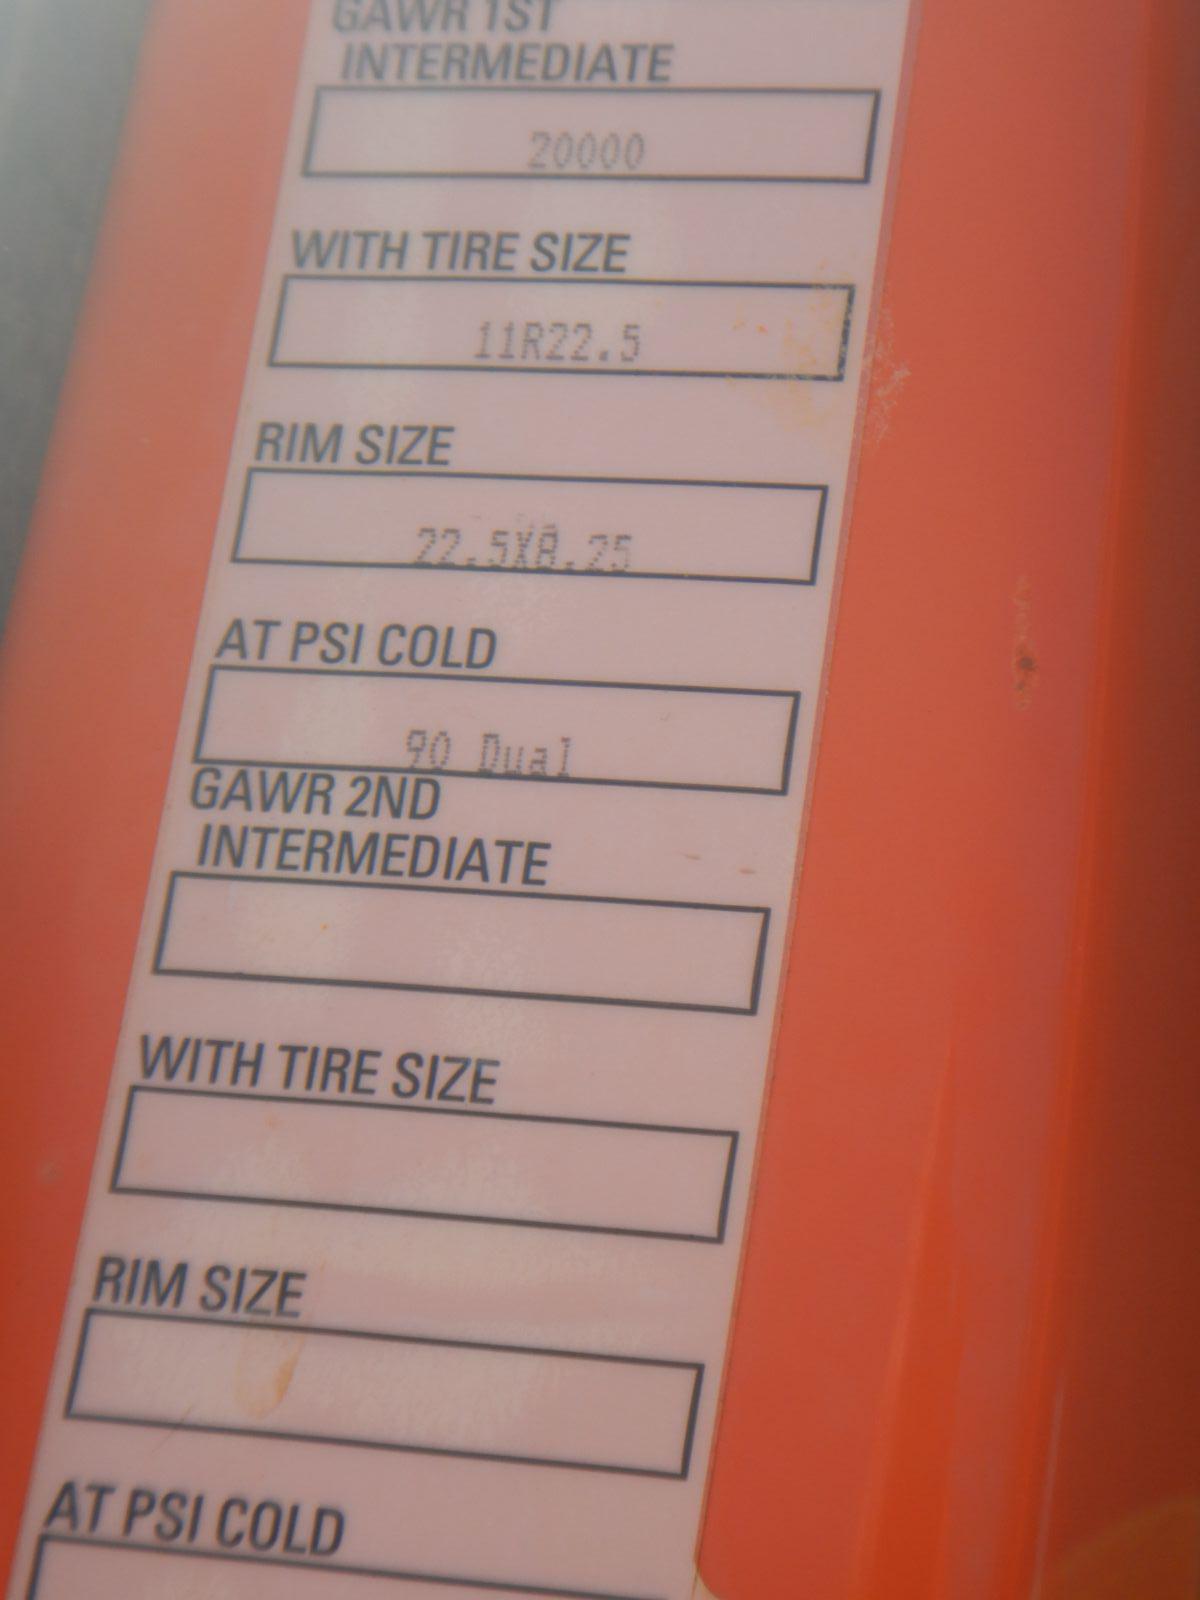 GAWR 1ST
INTERMEDIATE
20000
WITH TIRE SIZE
11R22.5
RIM SIZE
22.5X8.25
AT PSI COLD
90 Dual
GAWR 2ND
INTERMEDIATE
WITH TIRE SIZE
RIM SIZE
AT PSI COLD